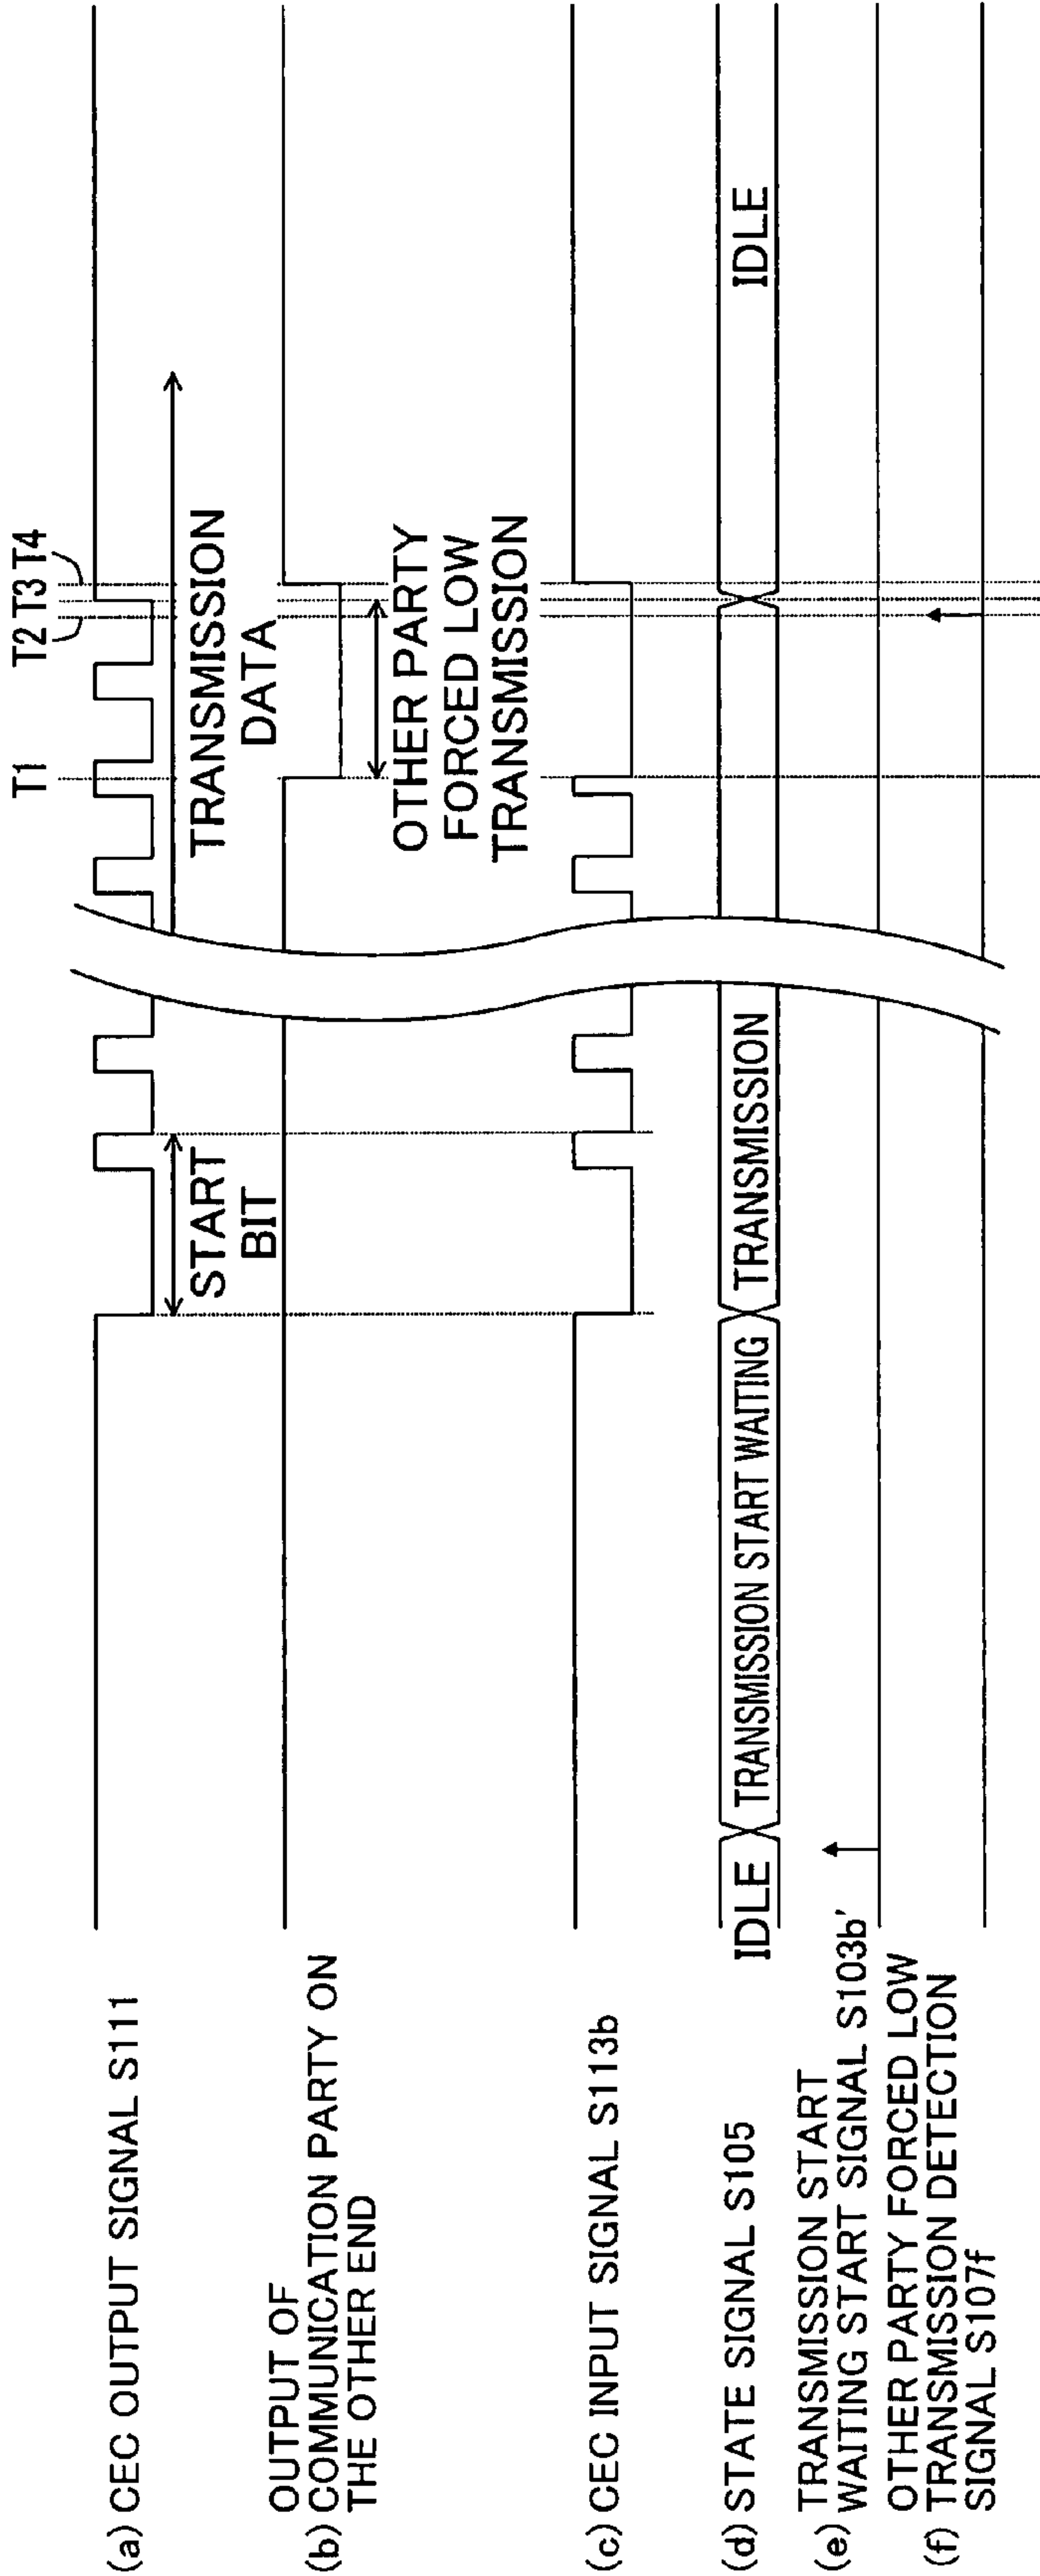 T1
T2 T3 T4
(a) CEC OUTPUT SIGNAL S111
START
BIT
TRANSMISSION
DATA
OUTPUT OF
(b) COMMUNICATION PARTY ON
THE OTHER END
OTHER PARTY
FORCED LOW
TRANSMISSION
(c) CEC INPUT SIGNAL S113b
(d) STATE SIGNAL S105
IDLE
TRANSMISSION START WAITING
TRANSMISSION
IDLE
TRANSMISSION START
(e) WAITING START SIGNAL S103b'
OTHER PARTY FORCED LOW
(f) TRANSMISSION DETECTION
SIGNAL S107f